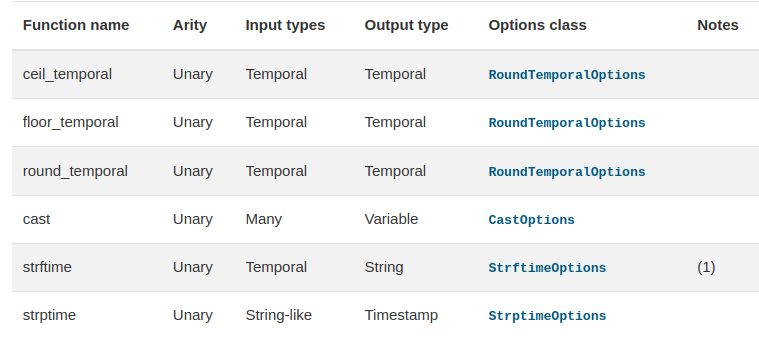 Function name Arity Input types Output type Options class Notes
ceil_temporal Unary Temporal Temporal RoundTemporalOptions
floor_temporal Unary Temporal Temporal RoundTemporalOptions
round_temporal Unary Temporal Temporal RoundTemporalOptions
cast Unary Many Variable CastOptions
strftime Unary Temporal String StrftimeOptions (1)
strptime Unary String-like Timestamp StrptimeOptions